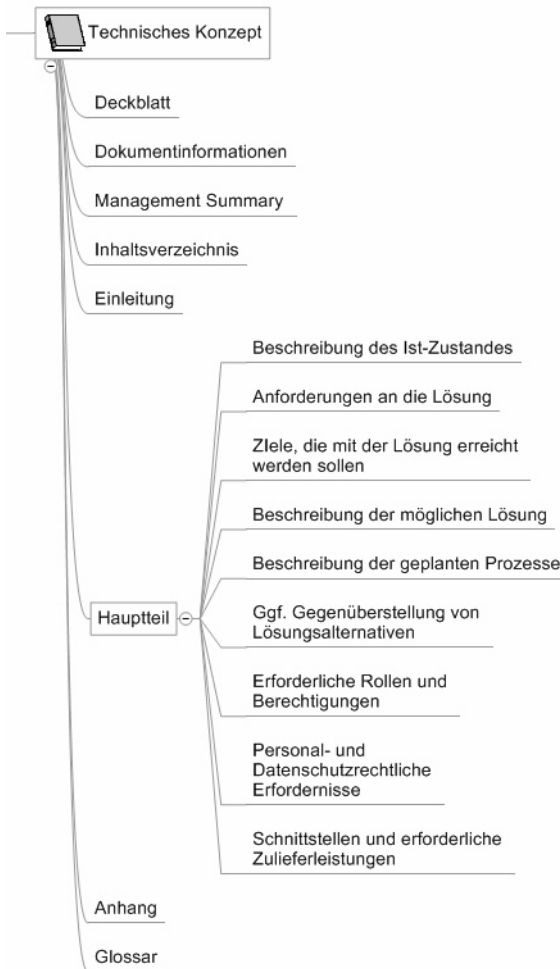 Technisches Konzept
Deckblatt
Dokumentinformationen
Management Summary
Inhaltsverzeichnis
Einleitung
Hauptteil
Beschreibung des Ist-Zustandes
Anforderungen an die Lösung
ZIele, die mit der Lösung erreicht
werden sollen
Beschreibung der möglichen Lösung
Beschreibung der geplanten Prozesse
Ggf. Gegenüberstellung von
Lösungsalternativen
Erforderliche Rollen und
Berechtigungen
Personal- und
Datenschutzrechtliche
Erfordernisse
Schnittstellen und erforderliche
Zulieferleistungen
Anhang
Glossar